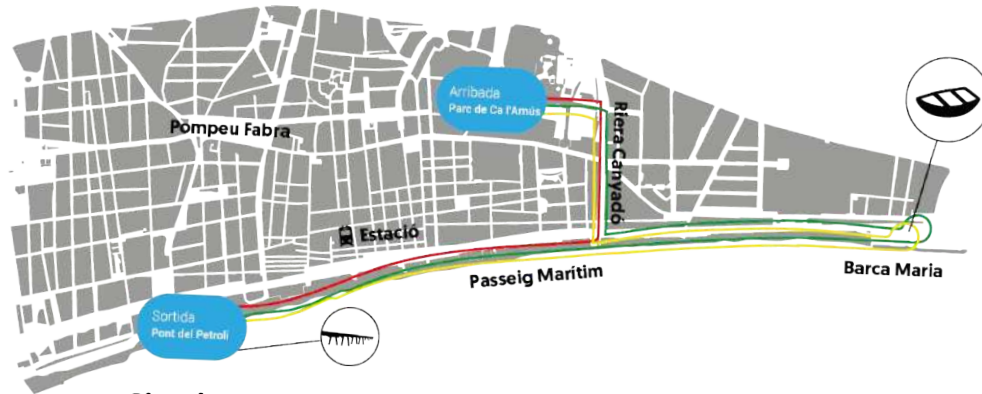 Arribada
Parc de Ca l'Amús
Pompeu Fabra
Riera Canyadó
Estació
Passeig Marítim
Barca Maria
Sortida
Pont del Petroli